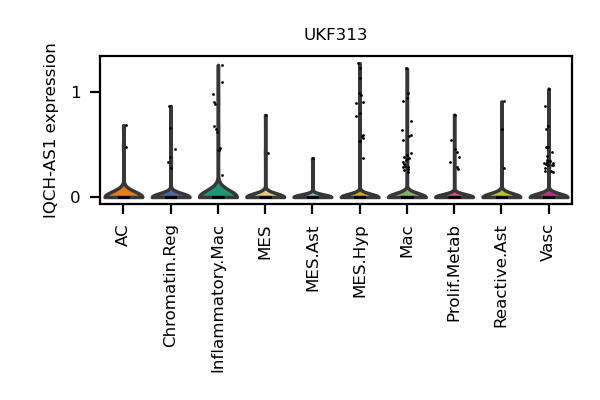 UKF313
IQCH-AS1 expression
1
0
AC
Chromatin.Reg
Inflammatory.Mac
MES
MES.Ast
MES.Hyp
Mac
Prolif.Metab
Reactive.Ast
Vasc